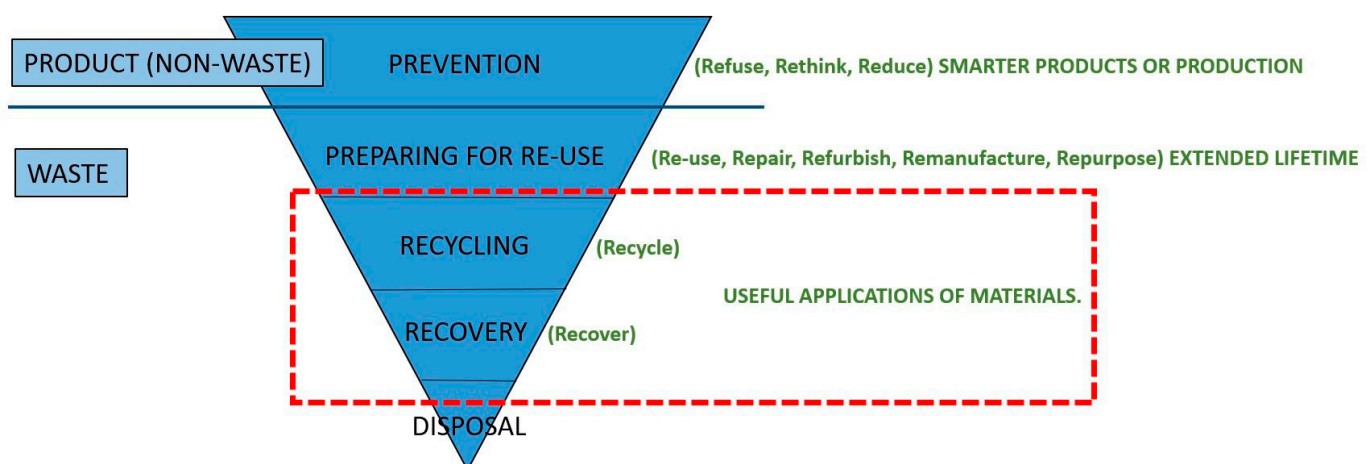 PRODUCT (NON-WASTE)
PREVENTION
(Refuse, Rethink, Reduce) SMARTER PRODUCTS OR PRODUCTION
WASTE
PREPARING FOR RE-USE
(Re-use, Repair, Refurbish, Remanufacture, Repurpose) EXTENDED LIFETIME
RECYCLING
(Recycle)
USEFUL APPLICATIONS OF MATERIALS.
RECOVERY
(Recover)
DISPOSAL